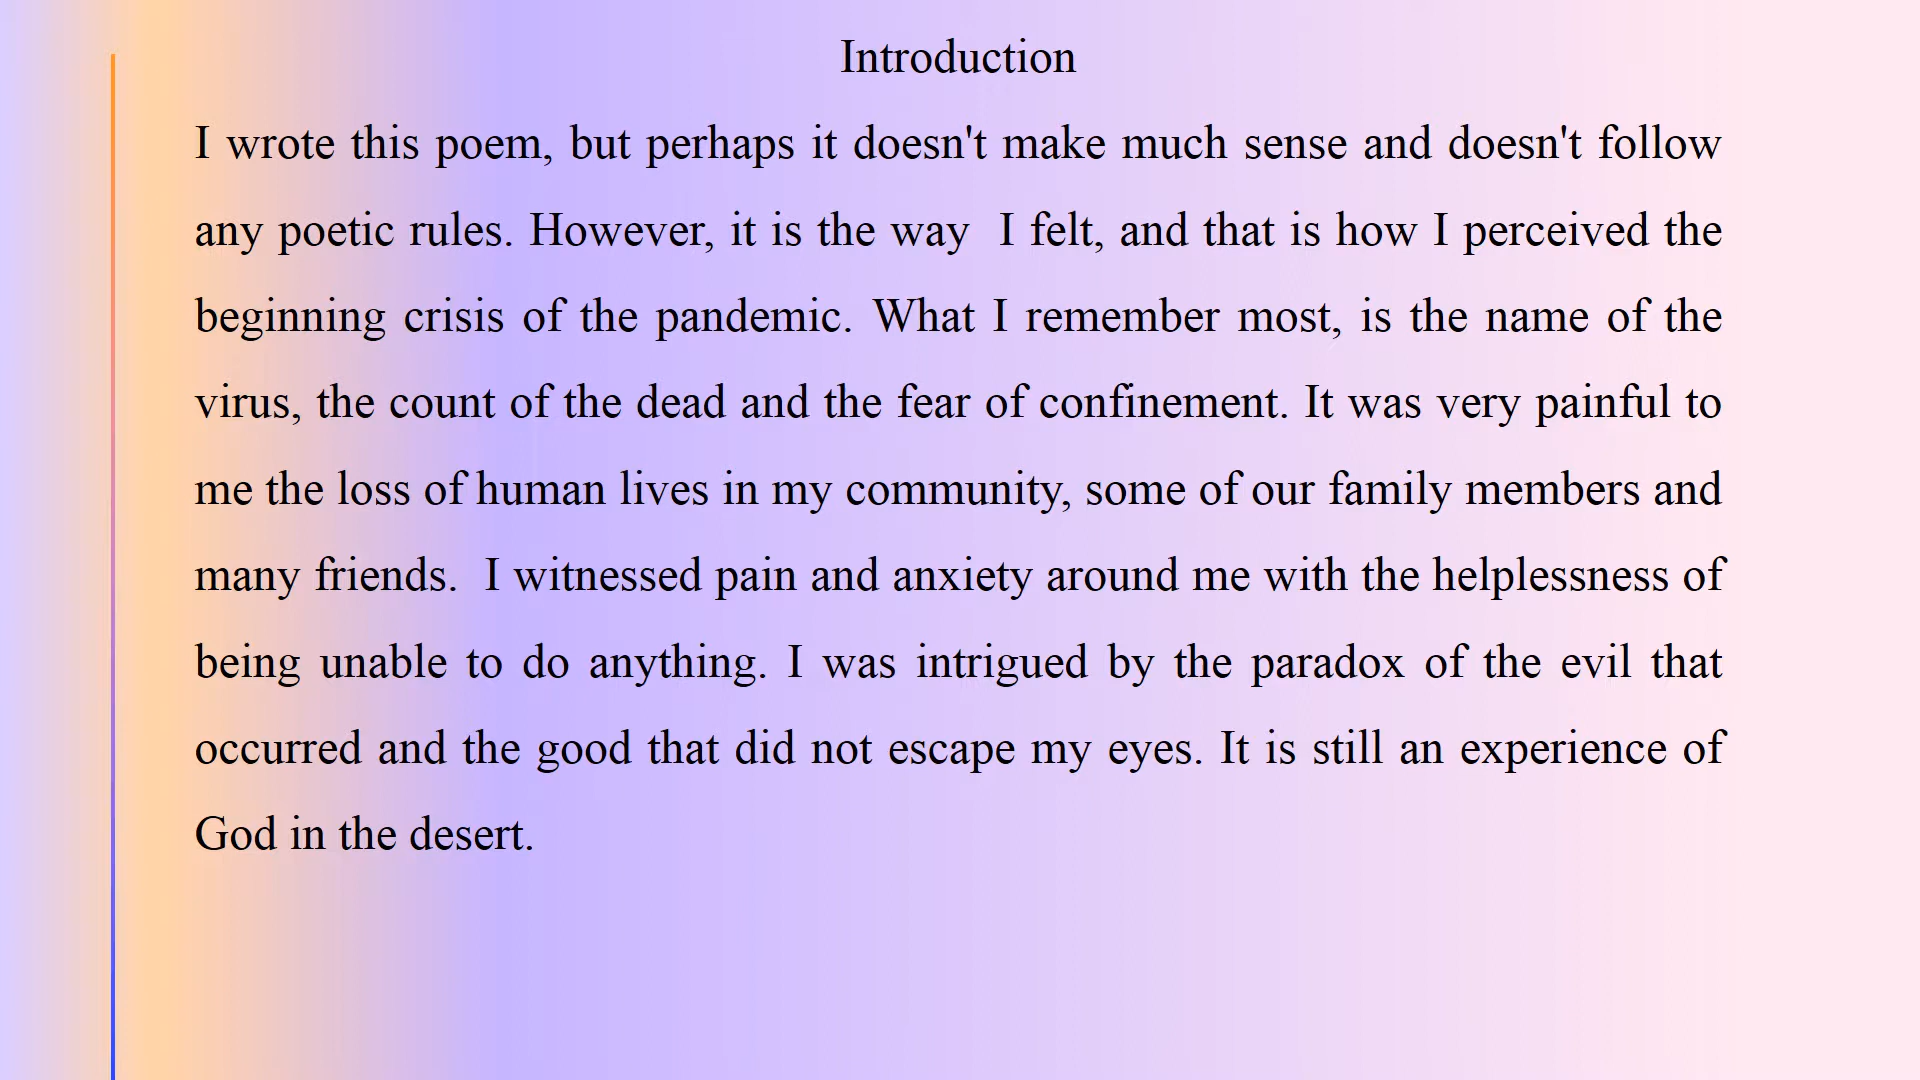 Introduction
I wrote this poem, but perhaps it doesn't make much sense and doesn't follow
any poetic rules. However, it is the way  I felt, and that is how I perceived the
beginning crisis of the pandemic. What I remember most, is the name of the
virus, the count of the dead and the fear of confinement. It was very painful to
me the loss of human lives in my community, some of our family members and
many friends.  I witnessed pain and anxiety around me with the helplessness of
being unable to do anything. I was intrigued by the paradox of the evil that
occurred and the good that did not escape my eyes. It is still an experience of
God in the desert.